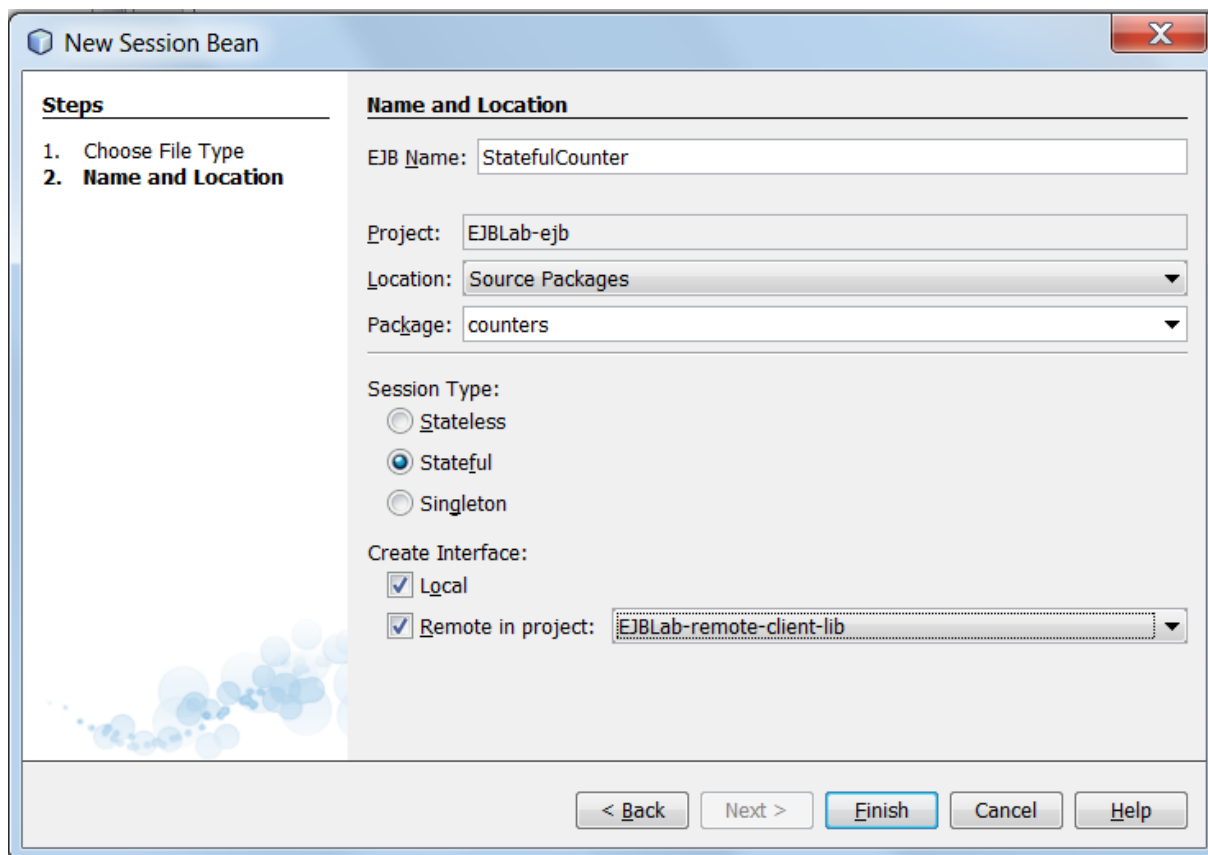 New Session Bean
Steps
1. Choose File Type
2. Name and Location
Name and Location
EJB Name: StatefulCounter
Project: EJBLab-ejb
Location: Source Packages
Package: counters
Session Type:
Stateless
Stateful
Singleton
Create Interface:
Local
Remote in project: EJBLab-remote-client-lib
< Back Next > Finish Cancel Help